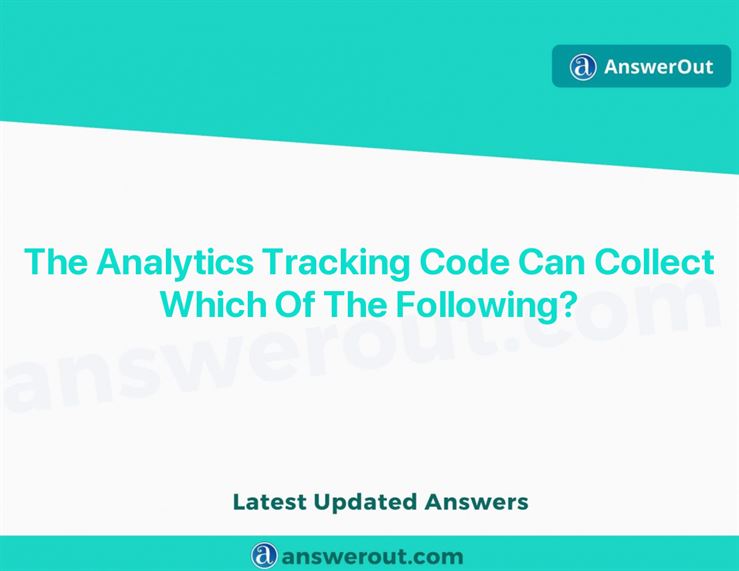 AnswerOut
The Analytics Tracking Code Can Collect
Which Of The Following?
answerout.com
Latest Updated Answers
answerout.com